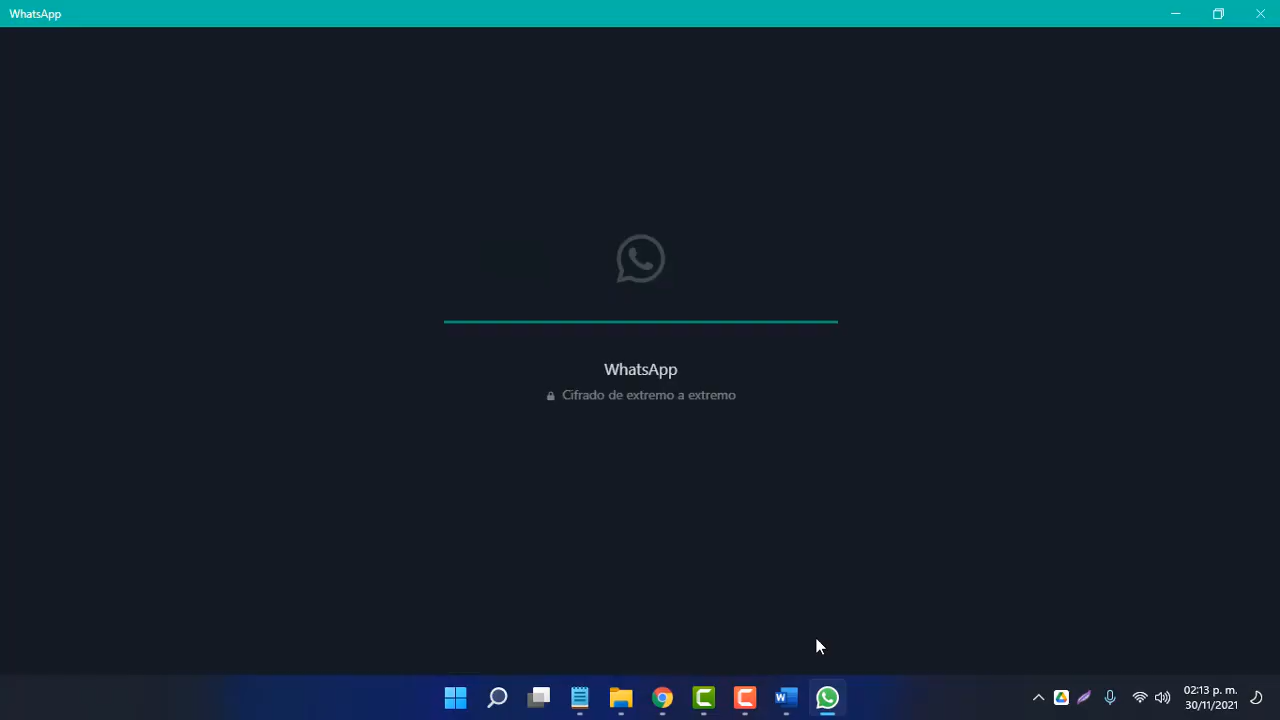 WhatsApp
WhatsApp
Cifrado de extremo a extremo
02:13 p. m.
30/11/2021